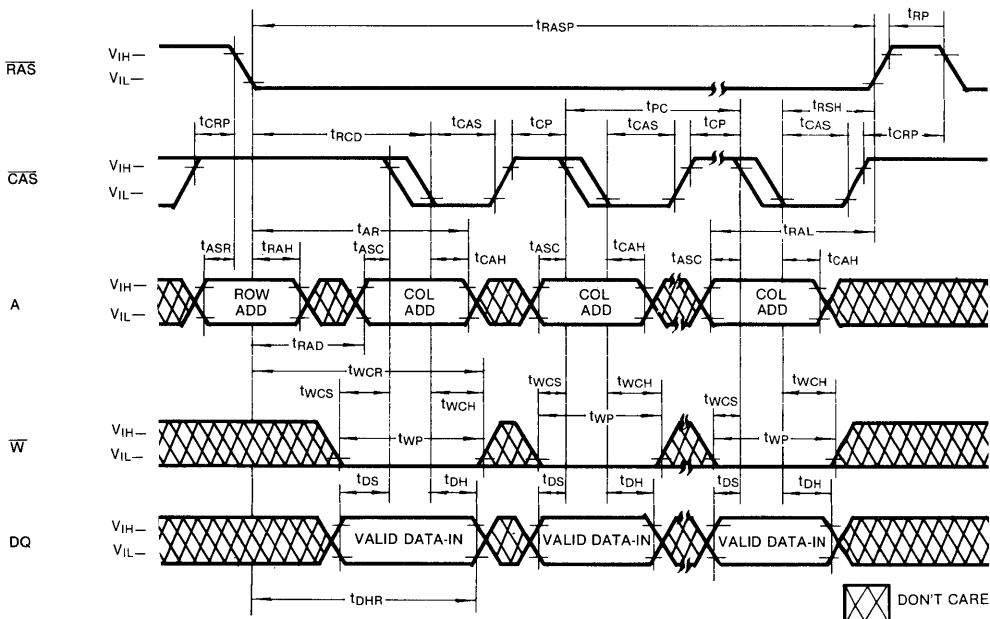 tRASP
tRP
RAS
VIH
VIL
tCRP
tRCD
tCAS
tCP
tPC
tCAS
tCP
tRSH
tCAS
tCRP
CAS
VIH
VIL
tAR
tRAL
tASR
tRAH
tASC
tCAH
tASC
tCAH
tASC
tCAH
A
VIH
VIL
ROW
ADD
COL
ADD
COL
ADD
COL
ADD
tRAD
tWCR
tWCS
tWCH
tWCS
tWCH
tWCS
tWCH
tWP
tWP
tWP
W
VIH
VIL
tDS
tDH
tDS
tDH
tDS
tDH
DQ
VIH
VIL
VALID DATA-IN
VALID DATA-IN
VALID DATA-IN
tDHR
DON'T CARE